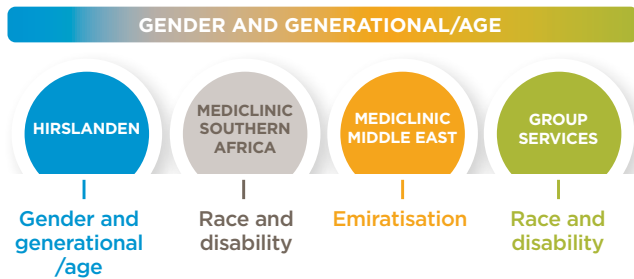 GENDER AND GENERATIONAL/AGE
HIRSLANDEN
MEDICLINIC
SOUTHERN
AFRICA
MEDICLINIC
MIDDLE EAST
GROUP
SERVICES
Gender and
generational
/age
Race and
disability
Emiratisation
Race and
disability